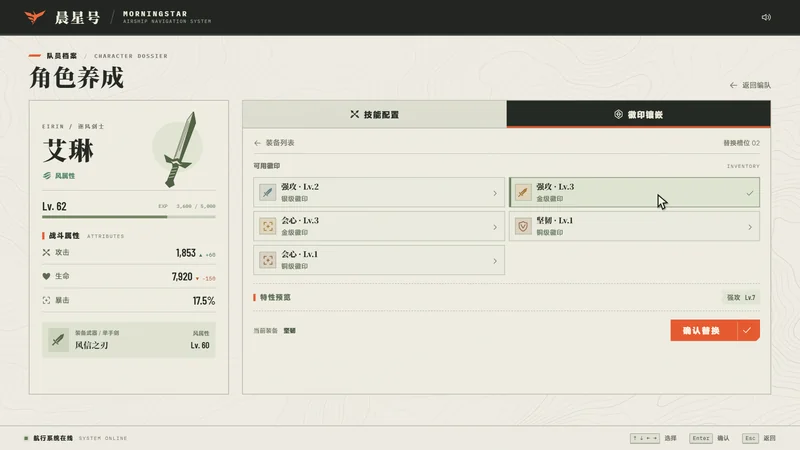 晨星号 / MORNINGSTAR
AIRSHIP NAVIGATION SYSTEM
队员档案 / CHARACTER DOSSIER
角色养成
← 返回编队
EIRIN / 逐风剑士
艾琳
风属性
Lv. 62
EXP 3,600 / 5,000
战斗属性 ATTRIBUTES
攻击 1,853 ▲ +60
生命 7,920 ▼ -150
暴击 17.5%
装备武器 / 单手剑 风属性
风信之刃 Lv. 60
技能配置
徽印镶嵌
← 装备列表
替换槽位 02
可用徽印
INVENTORY
强攻 · Lv.2
银级徽印
强攻 · Lv.3
金级徽印
会心 · Lv.3
金级徽印
坚韧 · Lv.1
铜级徽印
会心 · Lv.1
铜级徽印
特性预览
强攻 Lv.7
当前装备
确认替换
航行系统在线 SYSTEM ONLINE
↑ ↓ ← → 选择
Enter 确认
Esc 返回